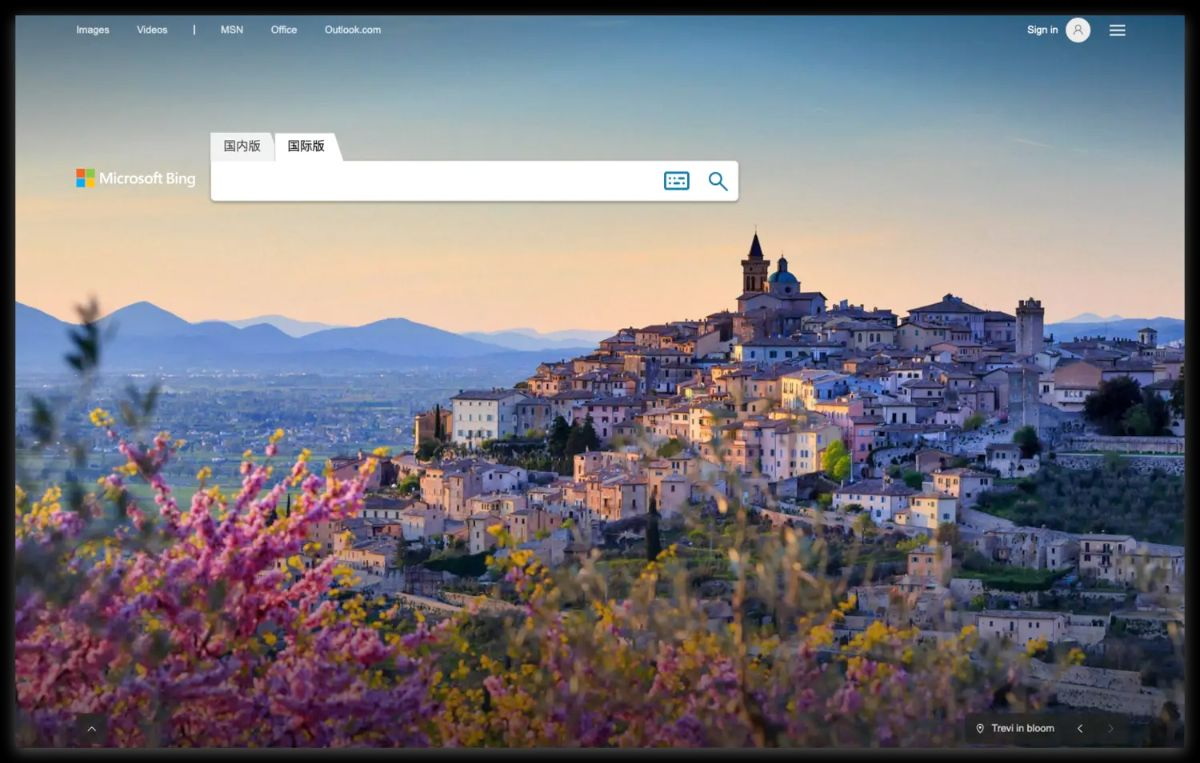 Images Videos | MSN Office Outlook.com Sign in
国内版 国际版
Microsoft Bing
Trevi in bloom